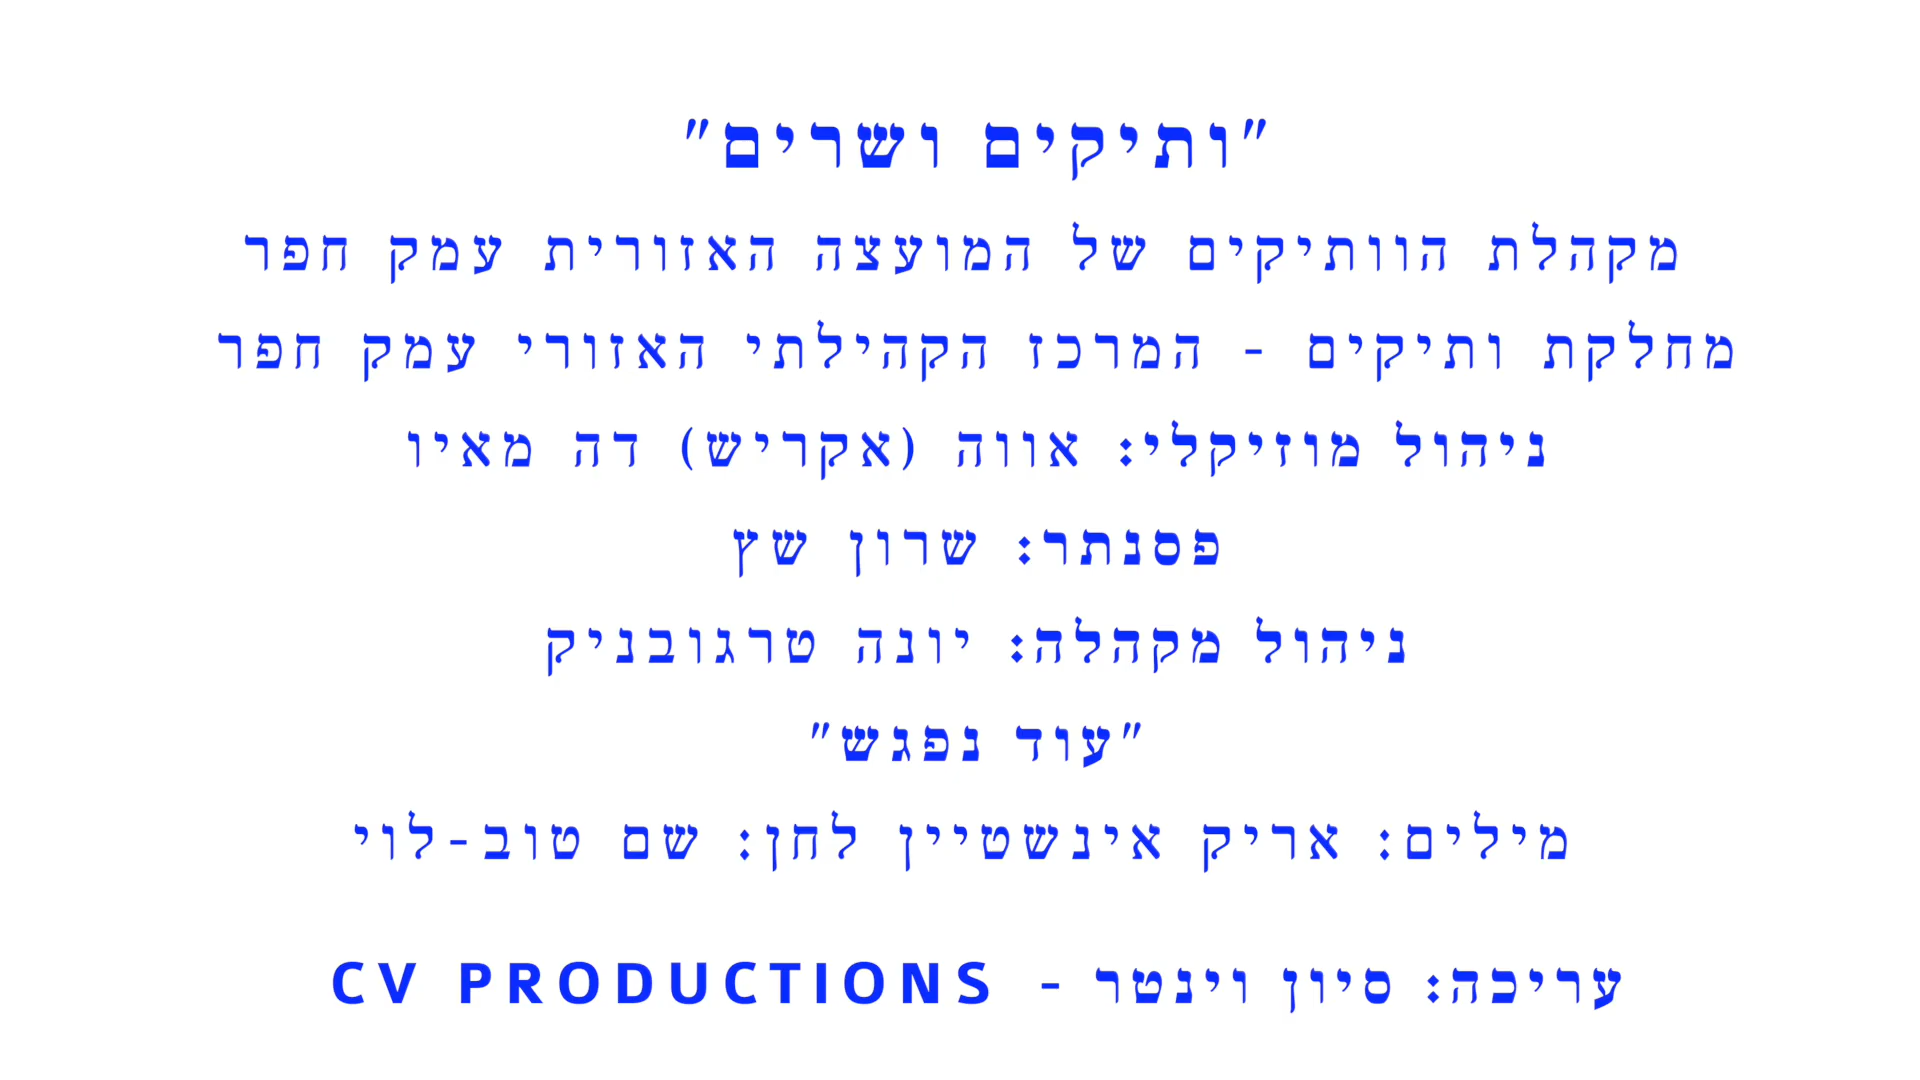 "ותיקים ושרים"
מקהלת הוותיקים של המועצה האזורית עמק חפר
מחלקת ותיקים - המרכז הקהילתי האזורי עמק חפר
ניהול מוזיקלי: אווה (אקריש) דה מאיו
פסנתר: שרון שץ
ניהול מקהלה: יונה טרגובניק
"עוד נפגש"
מילים: אריק אינשטיין לחן: שם טוב-לוי
עריכה: סיון וינטר - CV PRODUCTIONS